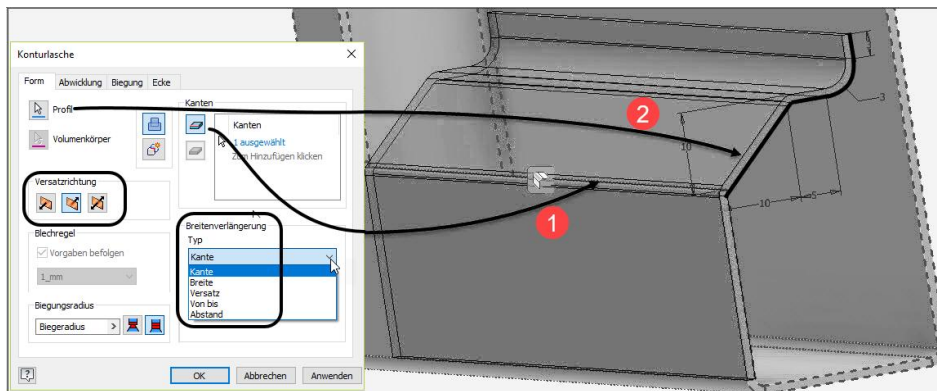 Konturlasche
Form Abwicklung Biegung Ecke
Profil
Volumenkörper
Kanten
Kanten
1 ausgewählt
Zum Hinzufügen klicken
Versatzrichtung
Blechregel
Vorgaben befolgen
1_mm
Biegungsradius
Biegeradius >
Breitenverlängerung
Typ
Kante
Kante
Breite
Versatz
Von bis
Abstand
? OK Abbrechen Anwenden
1
2
3
10
10
5